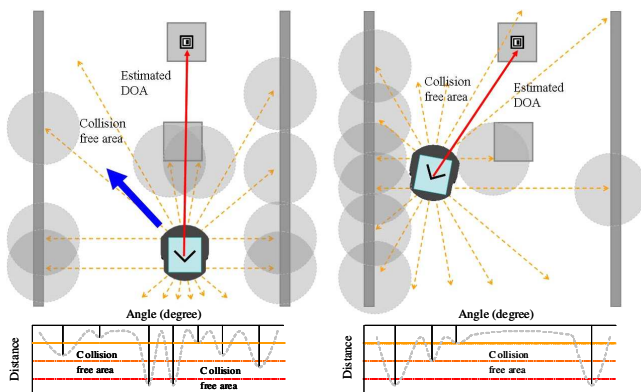 Estimated
DOA
Collision
free area
Angle (degree)
Distance
Collision
free area
Collision
free area
Collision
free area
Estimated
DOA
Angle (degree)
Distance
Collision
free area